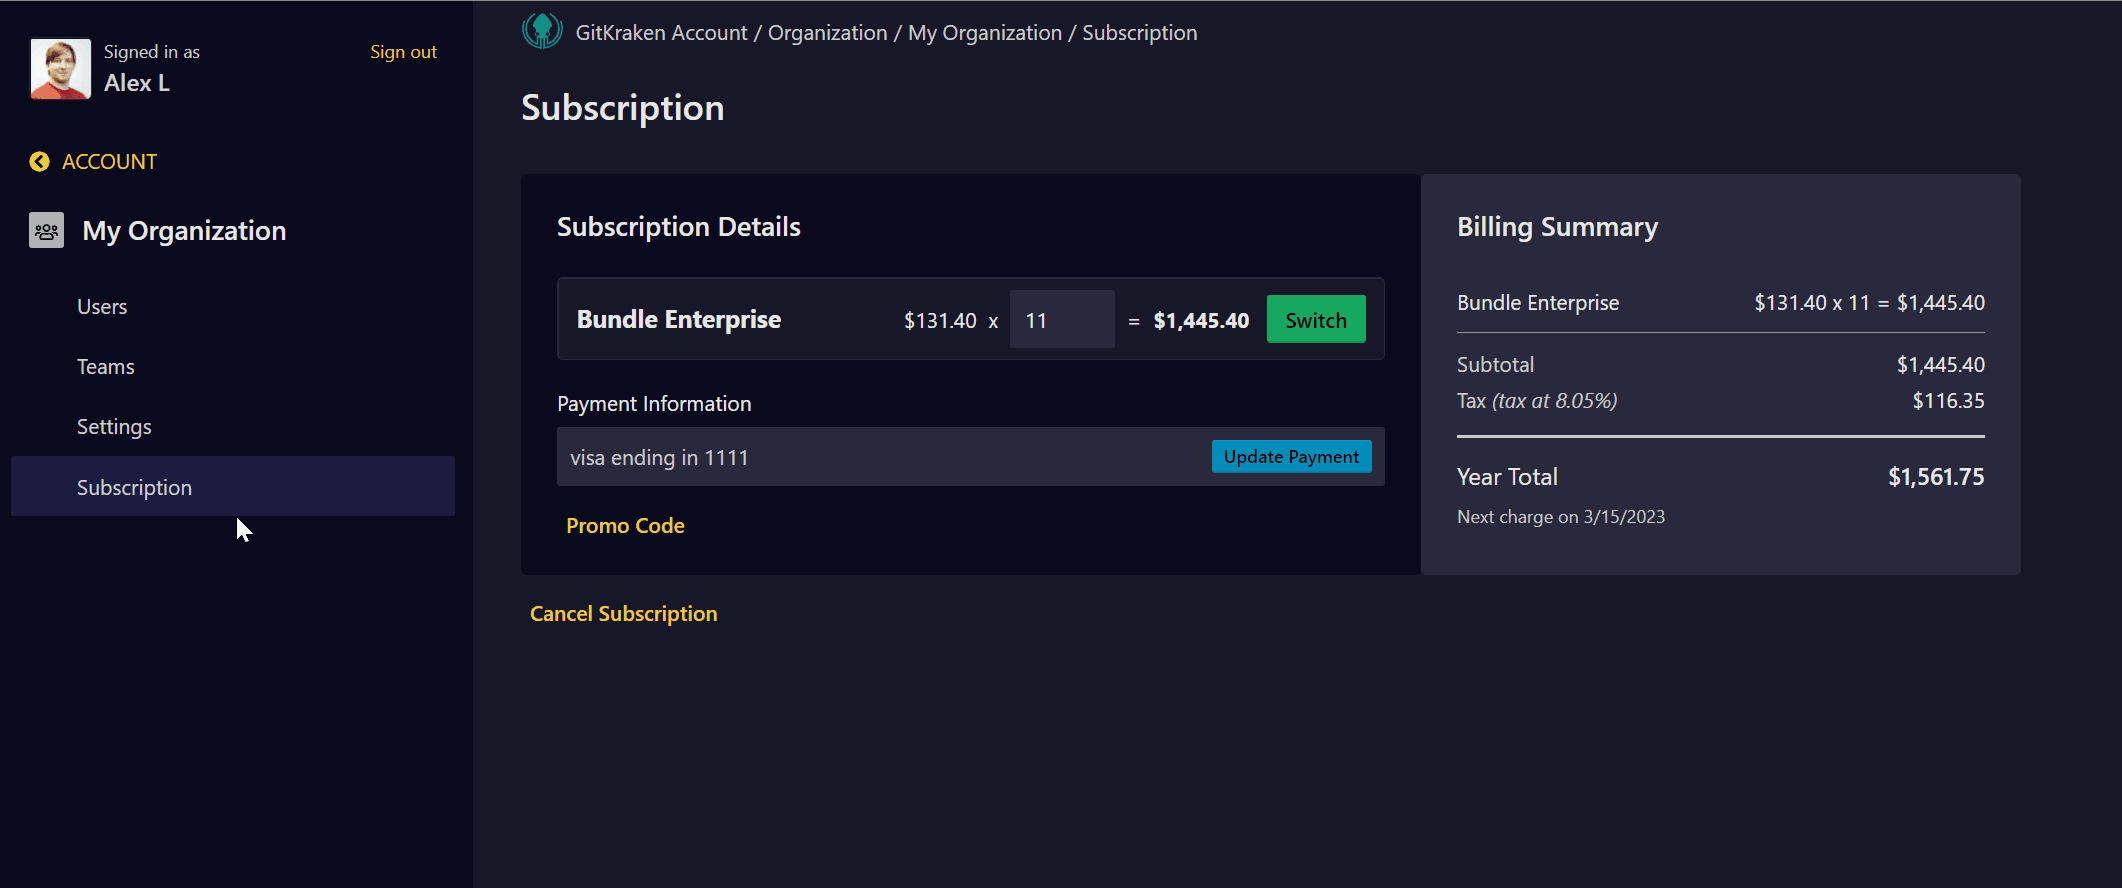 Signed in as
Alex L
Sign out
ACCOUNT
My Organization
Users
Teams
Settings
Subscription
GitKraken Account / Organization / My Organization / Subscription
Subscription
Subscription Details
Bundle Enterprise $131.40 x 11 = $1,445.40 Switch
Payment Information
visa ending in 1111 Update Payment
Promo Code
Cancel Subscription
Billing Summary
Bundle Enterprise $131.40 x 11 = $1,445.40
Subtotal $1,445.40
Tax (tax at 8.05%) $116.35
Year Total $1,561.75
Next charge on 3/15/2023